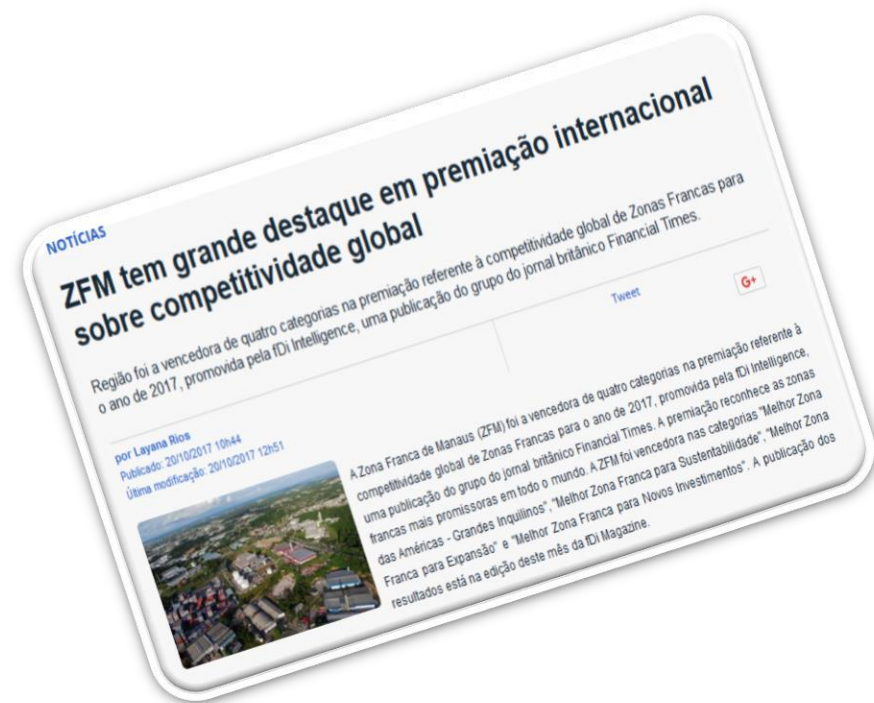 NOTÍCIAS
ZFM tem grande destaque em premiação internacional
sobre competitividade global
Região foi a vencedora de quatro categorias na premiação referente à competitividade global de Zonas Francas para
o ano de 2017, promovida pela fDi Intelligence, uma publicação do grupo do jornal britânico Financial Times.
Tweet
G+
por Layana Rios
Publicado: 20/10/2017 10h44
Última modificação: 20/10/2017 12h51
A Zona Franca de Manaus (ZFM) foi a vencedora de quatro categorias na premiação referente à
competitividade global de Zonas Francas para o ano de 2017, promovida pela fDi Intelligence,
uma publicação do grupo do jornal britânico Financial Times. A premiação reconhece as zonas
francas mais promissoras em todo o mundo. A ZFM foi vencedora nas categorias "Melhor Zona
das Américas - Grandes Inquilinos", "Melhor Zona Franca para Sustentabilidade", "Melhor Zona
Franca para Expansão" e "Melhor Zona Franca para Novos Investimentos". A publicação dos
resultados está na edição deste mês da fDi Magazine.